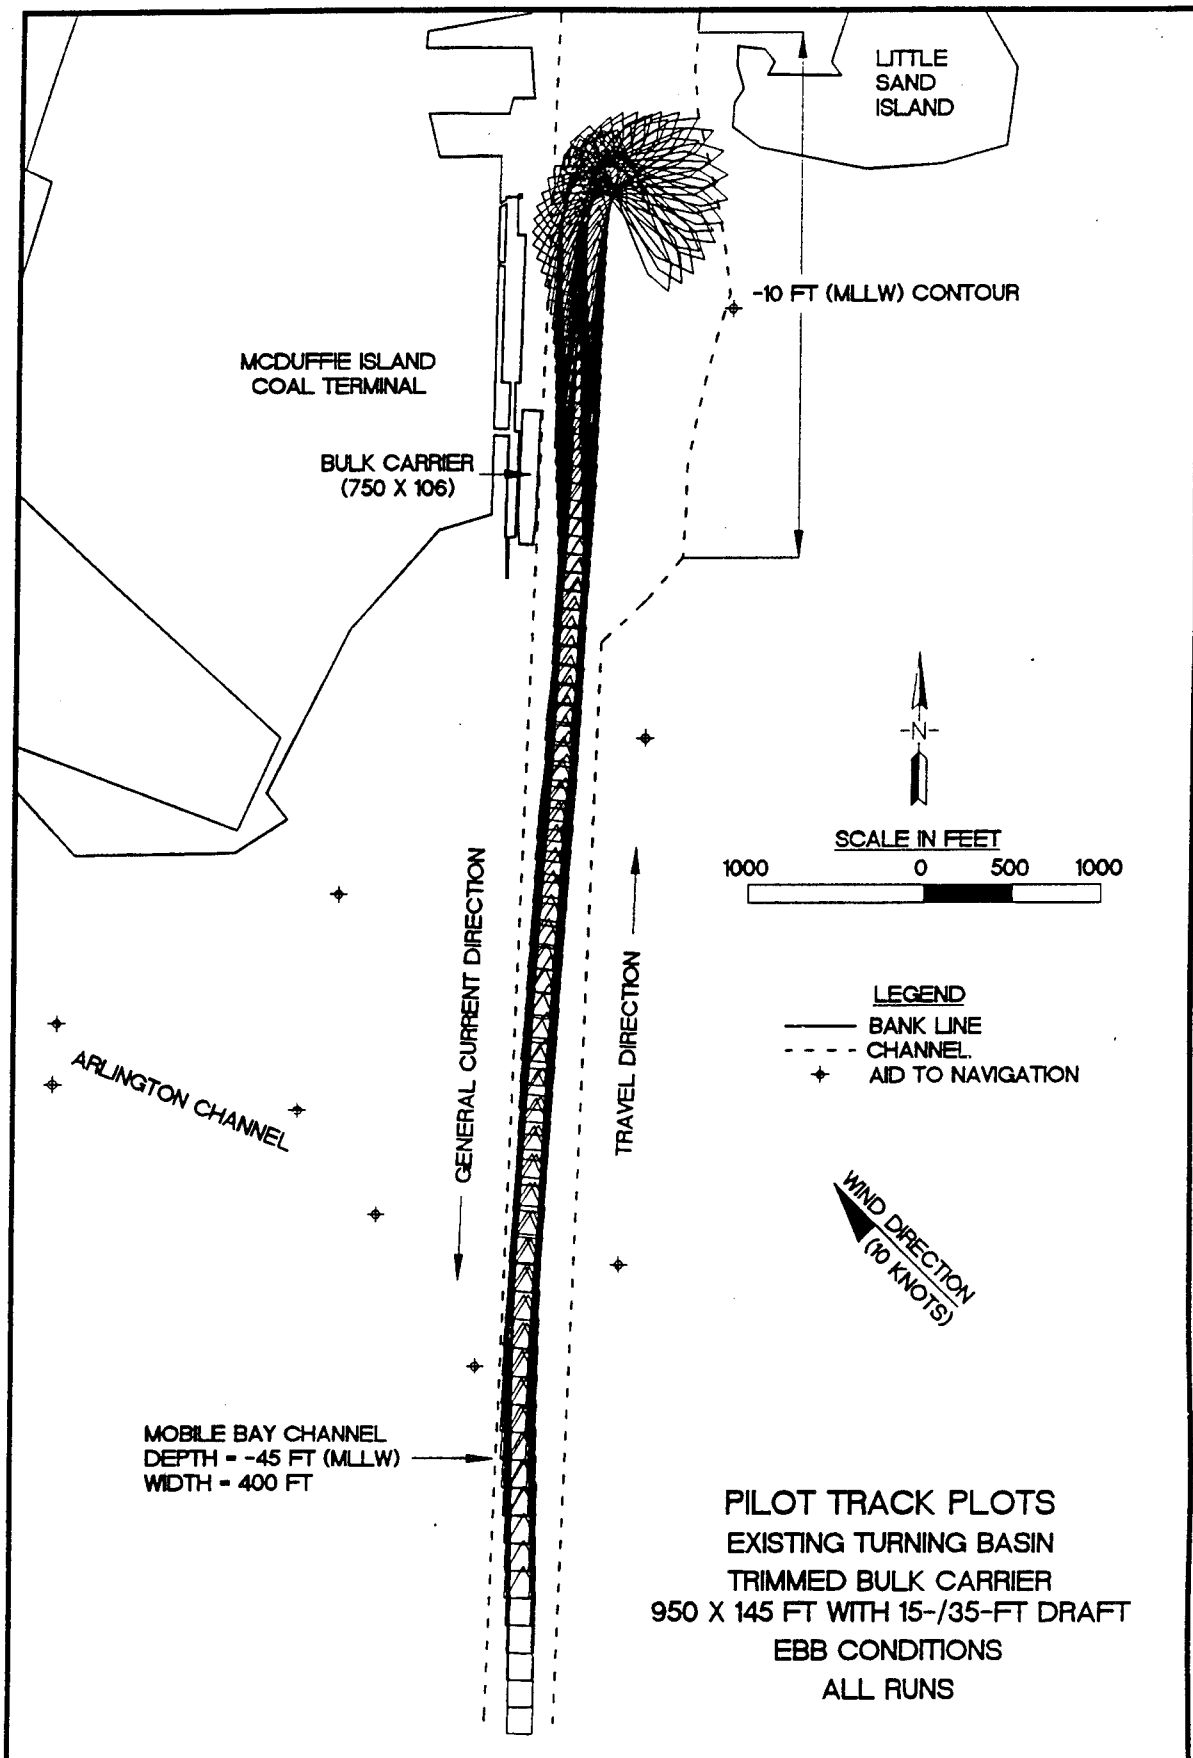 LITTLE
SAND
ISLAND
-10 FT (MLLW) CONTOUR
MCDUFFIE ISLAND
COAL TERMINAL
BULK CARRIER
(750 X 106)
-N-
SCALE IN FEET
1000 0 500 1000
GENERAL CURRENT DIRECTION
TRAVEL DIRECTION
LEGEND
BANK LINE
CHANNEL.
AID TO NAVIGATION
ARLINGTON CHANNEL
WIND DIRECTION
(10 KNOTS)
MOBILE BAY CHANNEL
DEPTH = -45 FT (MLLW)
WIDTH = 400 FT
PILOT TRACK PLOTS
EXISTING TURNING BASIN
TRIMMED BULK CARRIER
950 X 145 FT WITH 15-/35-FT DRAFT
EBB CONDITIONS
ALL RUNS